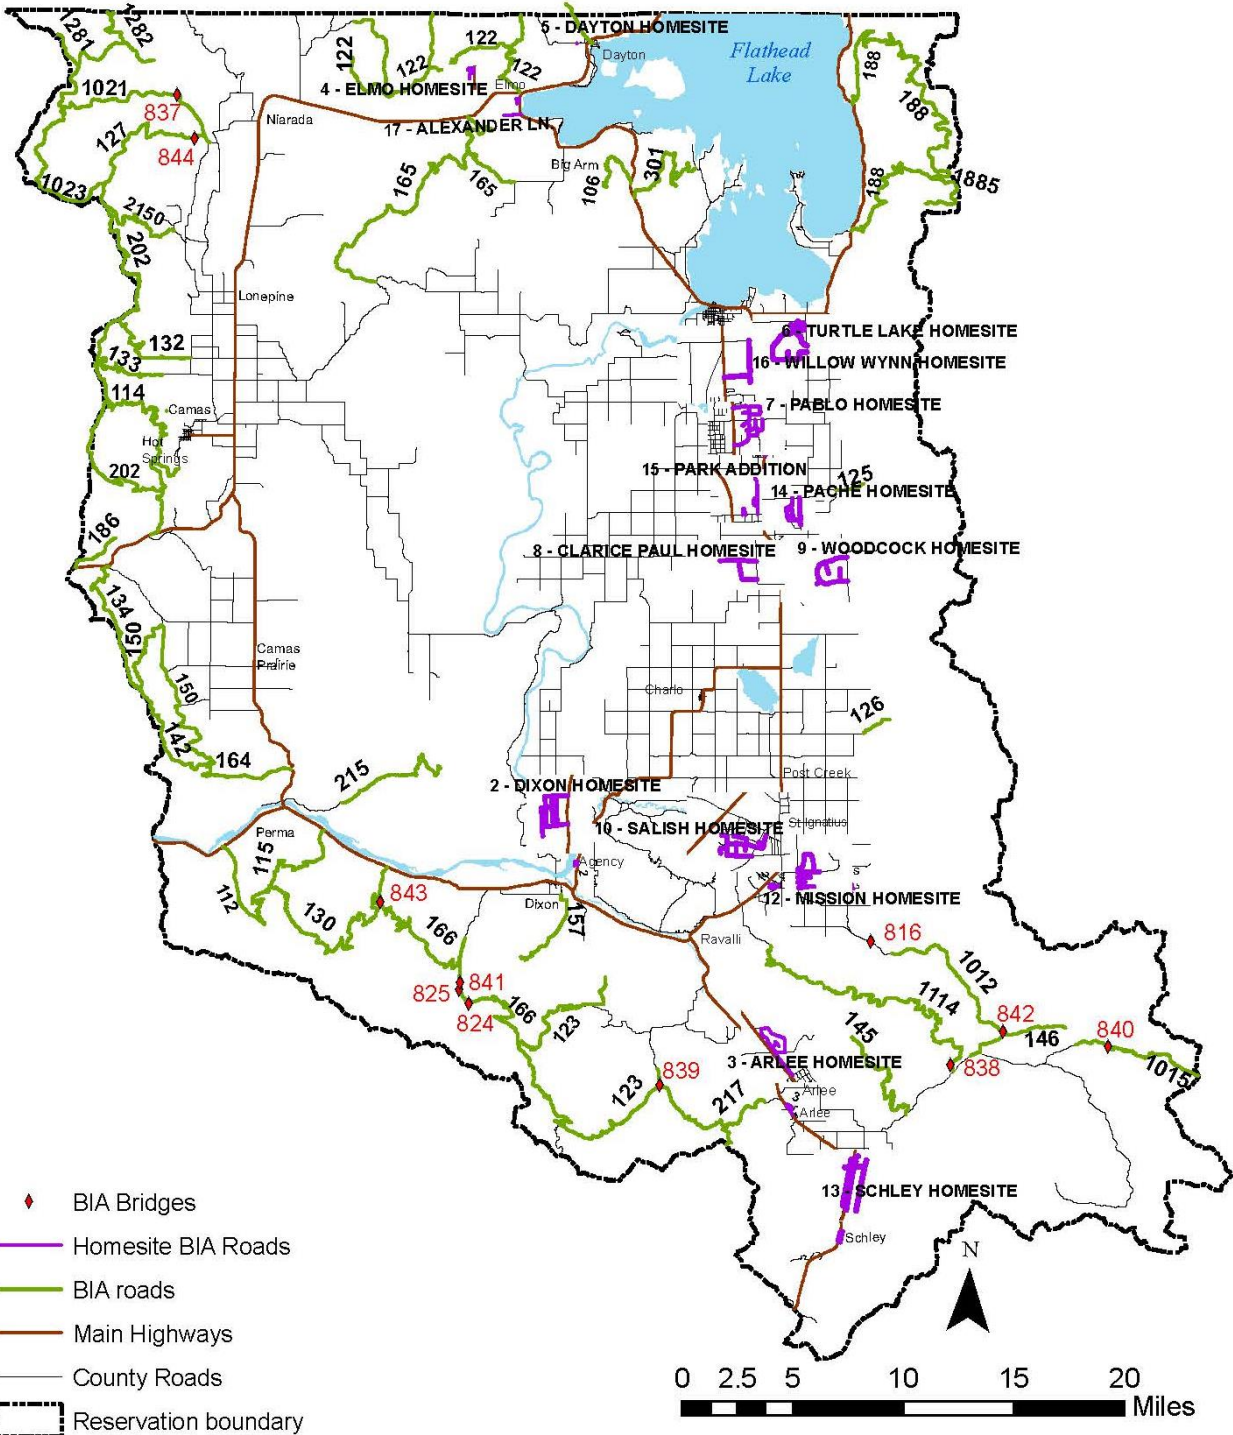 1281
1282
122
122
122
122
5 - DAYTON HOMESITE
Dayton
Flathead
Lake
188
188
188
1885
1021
837
127
844
1023
2150
202
4 - ELMO HOMESITE
Elmo
Niarada
17 - ALEXANDER LN
Big Arm
165
165
106
301
Lonepine
132
133
114
Camas
Hot
Springs
202
186
6 - TURTLE LAKE HOMESITE
16 - WILLOW WYNN HOMESITE
7 - PABLO HOMESITE
15 - PARK ADDITION
125
14 - PACHE HOMESITE
8 - CLARICE PAUL HOMESITE
9 - WOODCOCK HOMESITE
134
150
150
142
164
Camas
Prairie
Charlo
126
215
Post Creek
2 - DIXON HOMESITE
10 - SALISH HOMESITE
St Ignatius
Perma
115
112
130
843
166
Agency
2
Dixon
157
12 - MISSION HOMESITE
Ravalli
816
1012
1114
841
825
824
166
123
842
840
146
838
1015
145
3 - ARLEE HOMESITE
Arlee
3
Arlee
839
123
217
13 - SCHLEY HOMESITE
Schley
N
BIA Bridges
Homesite BIA Roads
BIA roads
Main Highways
County Roads
Reservation boundary
0 2.5 5 10 15 20
Miles